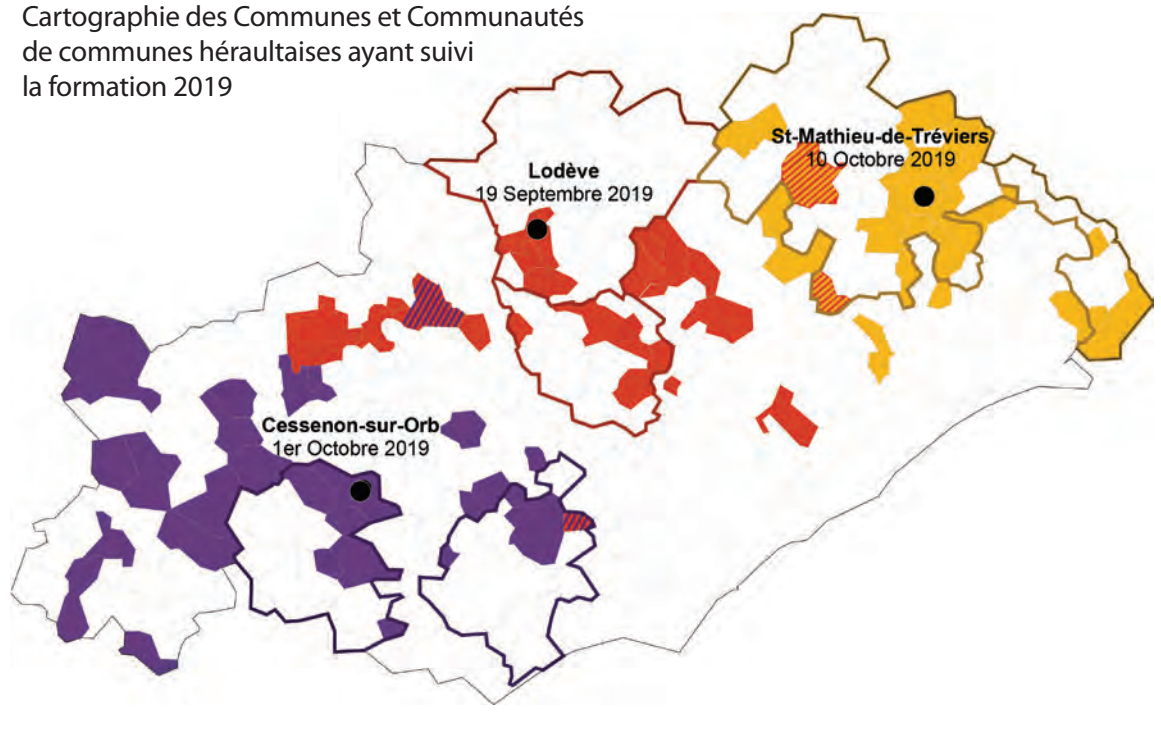 Cartographie des Communes et Communautés
de communes héraultaises ayant suivi
la formation 2019
St-Mathieu-de-Tréviers
10 Octobre 2019
Lodève
19 Septembre 2019
Cessenon-sur-Orb
1er Octobre 2019